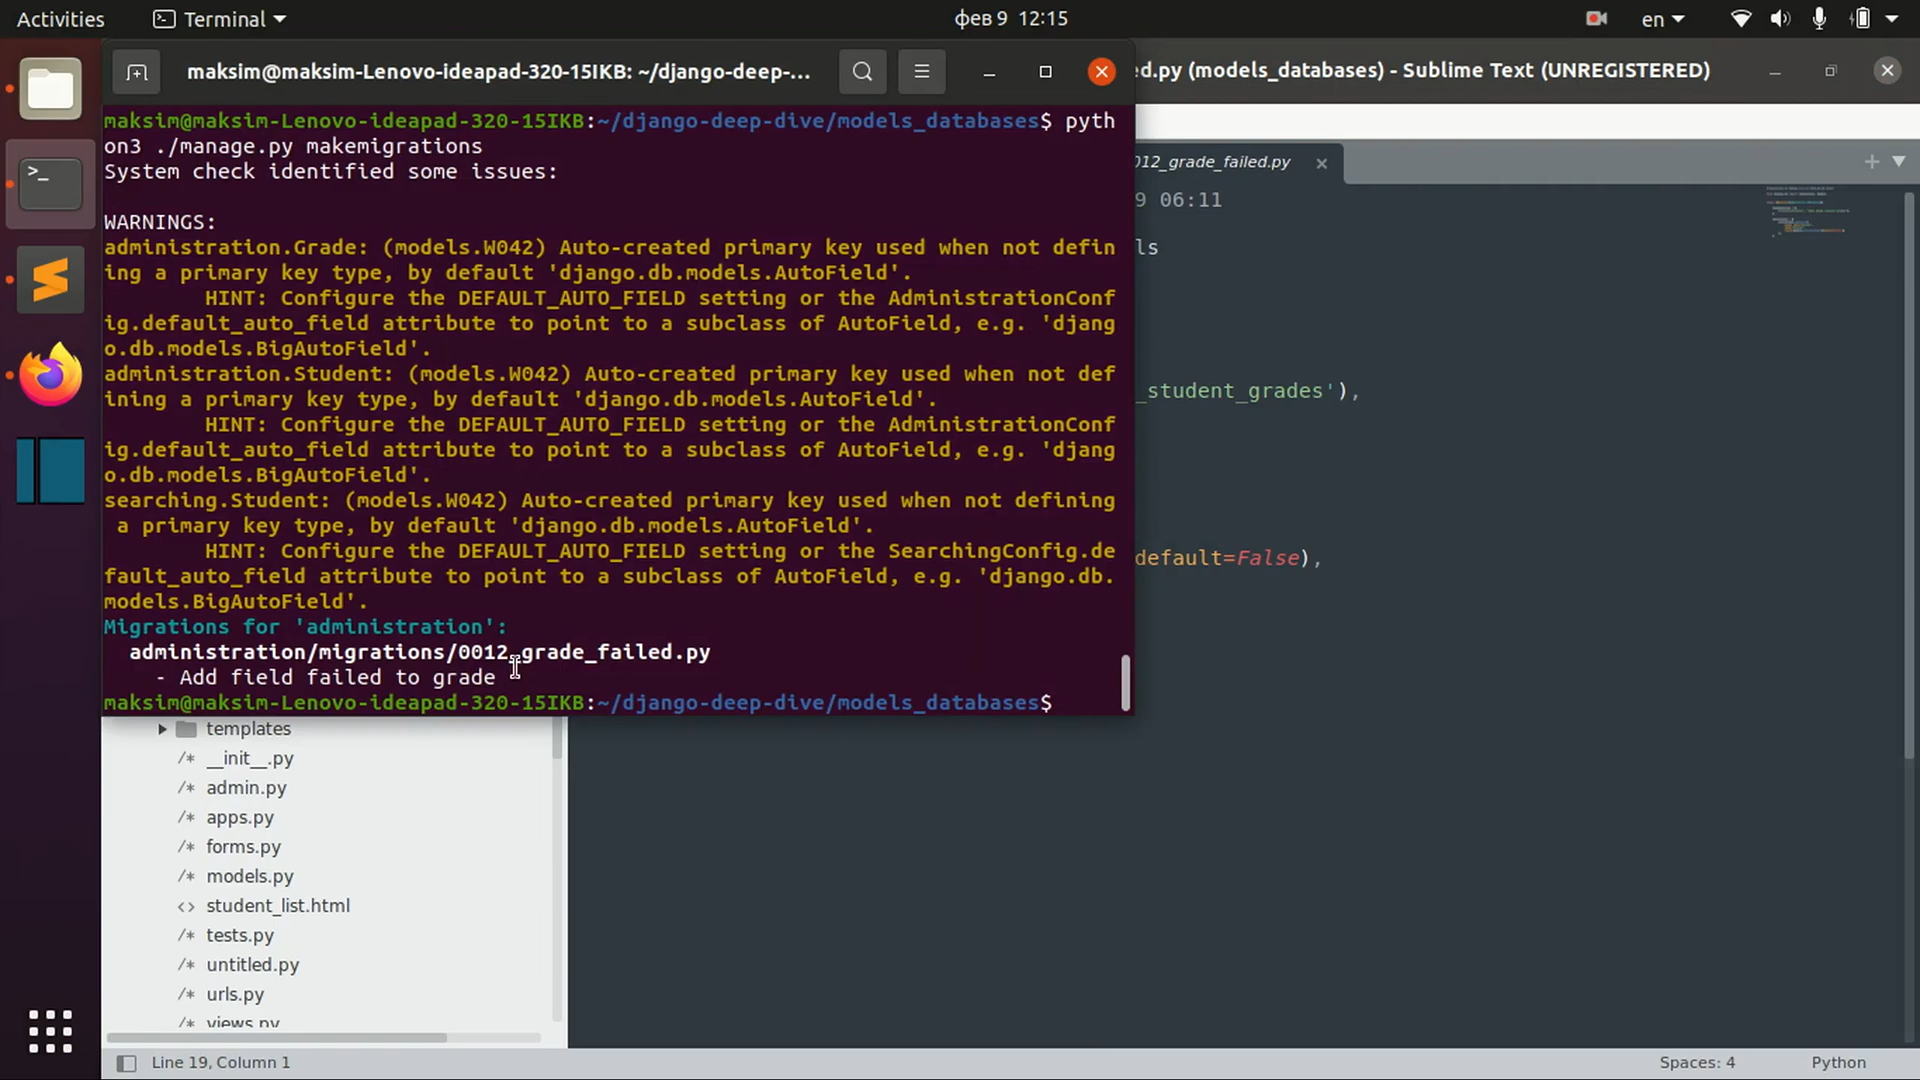 Activities
Terminal
фев 9 12:15
en
maksim@maksim-Lenovo-ideapad-320-15IKB: ~/django-deep-...
ed.py (models_databases) - Sublime Text (UNREGISTERED)
maksim@maksim-Lenovo-ideapad-320-15IKB:~/django-deep-dive/models_databases$ pyth
on3 ./manage.py makemigrations
System check identified some issues:
WARNINGS:
administration.Grade: (models.W042) Auto-created primary key used when not defin
ing a primary key type, by default 'django.db.models.AutoField'.
HINT: Configure the DEFAULT_AUTO_FIELD setting or the AdministrationConf
ig.default_auto_field attribute to point to a subclass of AutoField, e.g. 'djang
o.db.models.BigAutoField'.
administration.Student: (models.W042) Auto-created primary key used when not def
ining a primary key type, by default 'django.db.models.AutoField'.
HINT: Configure the DEFAULT_AUTO_FIELD setting or the AdministrationConf
ig.default_auto_field attribute to point to a subclass of AutoField, e.g. 'djang
o.db.models.BigAutoField'.
searching.Student: (models.W042) Auto-created primary key used when not defining
a primary key type, by default 'django.db.models.AutoField'.
HINT: Configure the DEFAULT_AUTO_FIELD setting or the SearchingConfig.de
fault_auto_field attribute to point to a subclass of AutoField, e.g. 'django.db.
models.BigAutoField'.
Migrations for 'administration':
administration/migrations/0012_grade_failed.py
- Add field failed to grade
maksim@maksim-Lenovo-ideapad-320-15IKB:~/django-deep-dive/models_databases$
012_grade_failed.py
9 06:11
ls
_student_grades'),
default=False),
templates
/* __init__.py
/* admin.py
/* apps.py
/* forms.py
/* models.py
<> student_list.html
/* tests.py
/* untitled.py
/* urls.py
/* views.py
Line 19, Column 1
Spaces: 4
Python